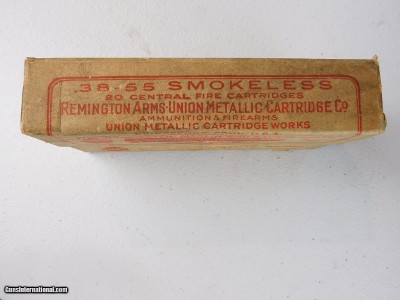 .38-55 SMOKELESS
20 CENTRAL FIRE CARTRIDGES
REMINGTON ARMS-UNION METALLIC CARTRIDGE CO
AMMUNITION & FIREARMS
UNION METALLIC CARTRIDGE WORKS
GunsInternational.com